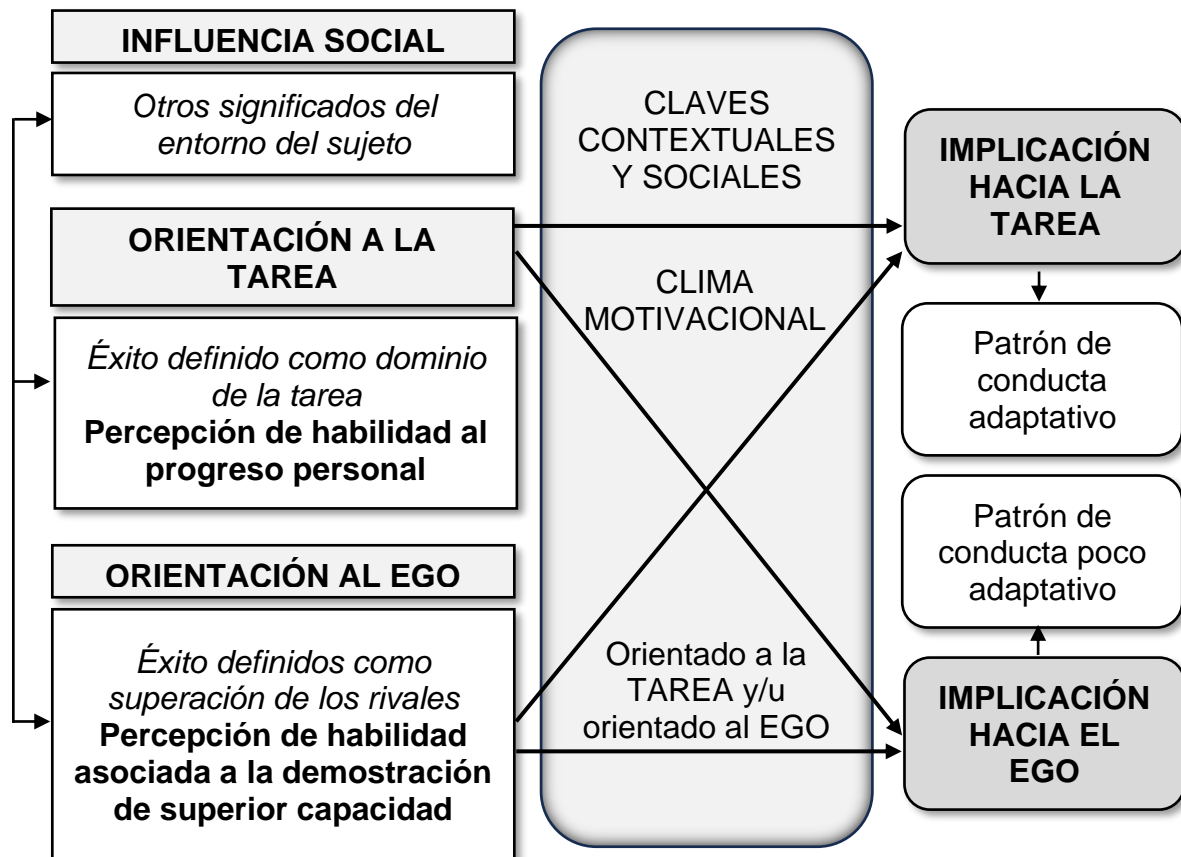 INFLUENCIA SOCIAL
Otros significados del
entorno del sujeto
ORIENTACIÓN A LA
TAREA
Éxito definido como dominio
de la tarea
Percepción de habilidad al
progreso personal
ORIENTACIÓN AL EGO
Éxito definidos como
superación de los rivales
Percepción de habilidad
asociada a la demostración
de superior capacidad
CLAVES
CONTEXTUALES
Y SOCIALES
CLIMA
MOTIVACIONAL
Orientado a la
TAREA y/u
orientado al EGO
IMPLICACIÓN
HACIA LA
TAREA
Patrón de
conducta
adaptativo
Patrón de
conducta poco
adaptativo
IMPLICACIÓN
HACIA EL
EGO